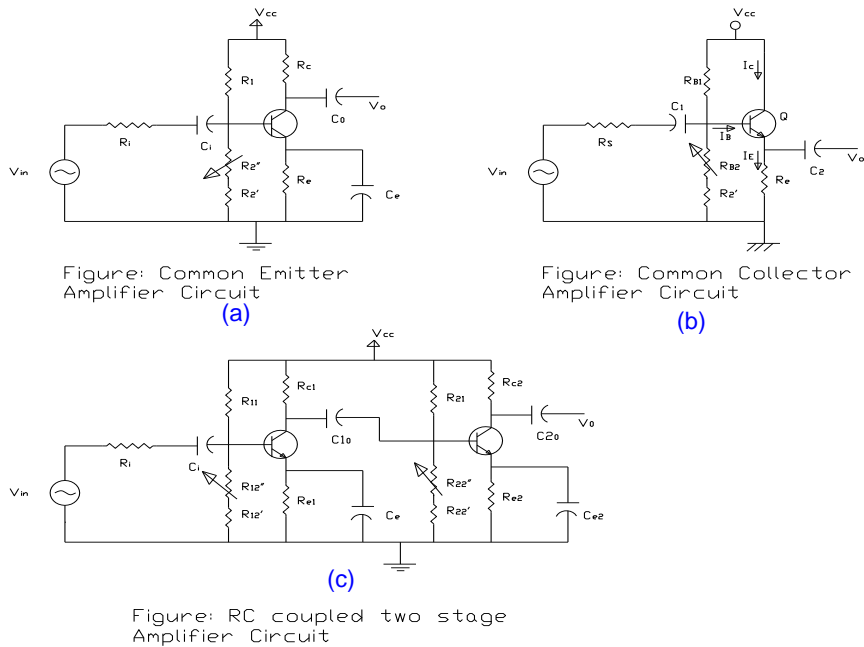 Vcc
R1
Rc
Co
Vo
Ri
Ci
Vin
R2"
R2'
Re
Ce
Figure: Common Emitter
Amplifier Circuit
(a)
Vcc
RB1
Ic
C1
Q
IB
Rs
Vin
RB2
IE
C2
Vo
R2'
Re
Figure: Common Collector
Amplifier Circuit
(b)
Vcc
R11
Rc1
R21
Rc2
C1o
C2o
Vo
Ri
Ci
Vin
R12"
R12'
Re1
Ce
R22"
R22'
Re2
Ce2
(c)
Figure: RC coupled two stage
Amplifier Circuit